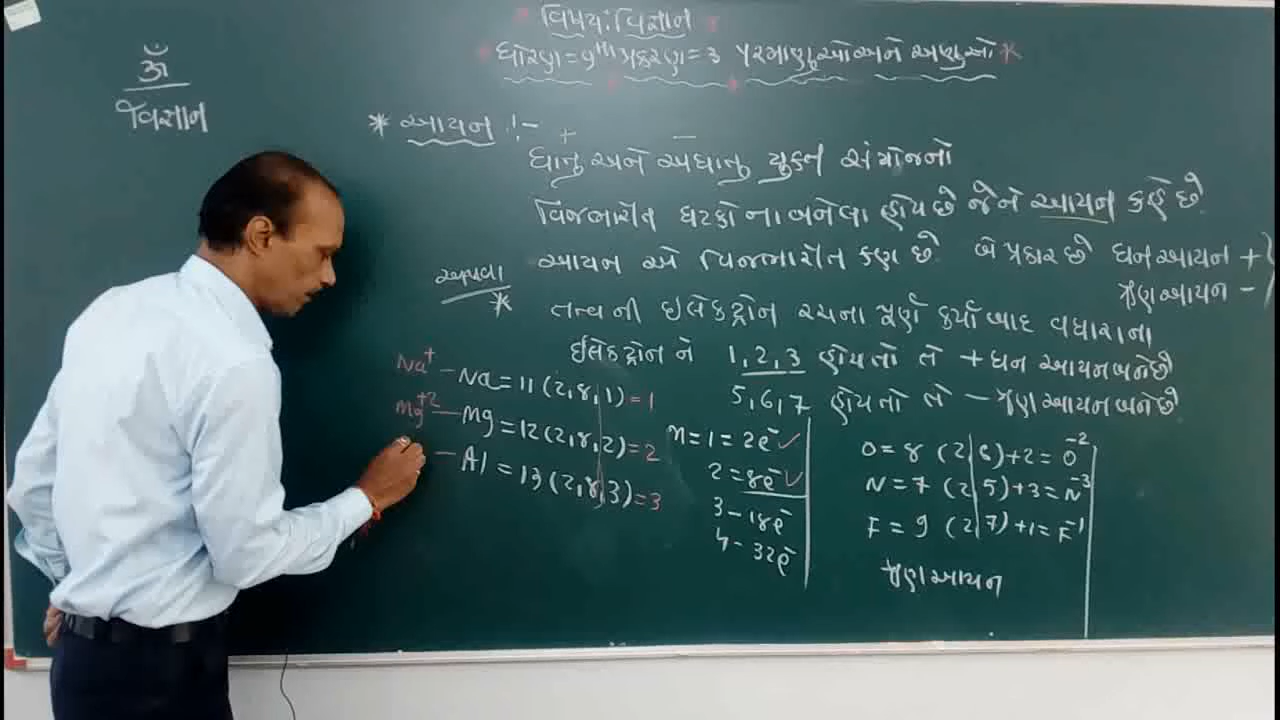 વિષય: વિજ્ઞાન
* ધોરણ = 9th પ્રકરણ = 3 પરમાણુઓ અને અણુઓ *
ૐ
વિજ્ઞાન
* આયન :-
+ −
ધાતુ અને અધાતુ યુક્ત સંયોજનો
વિજભારીત ઘટકોના બનેલા હોય છે જેને આયન કહે છે
આયન એ વિજભારીત કણ છે બે પ્રકાર છે ધન આયન +
ઋણ આયન −
અથવા
* તત્વની ઇલેક્ટ્રોન રચના પૂર્ણ કર્યા બાદ વધારાના
ઈલેકટ્રોન ને 1,2,3 હોય તો તે + ધન આયન બને છે
5,6,7 હોય તો તે − ઋણ આયન બને છે
Na+ − Na = 11 (2,8,1) = 1
Mg+2 − Mg = 12 (2,8,2) = 2
− Al = 13 (2,8,3) = 3
n = 1 = 2e− ✓
2 = 8e− ✓
3 − 18e−
4 − 32e−
O = 8 (2,6) + 2 = O−2
N = 7 (2,5) + 3 = N−3
F = 9 (2,7) + 1 = F−1
ઋણ આયન